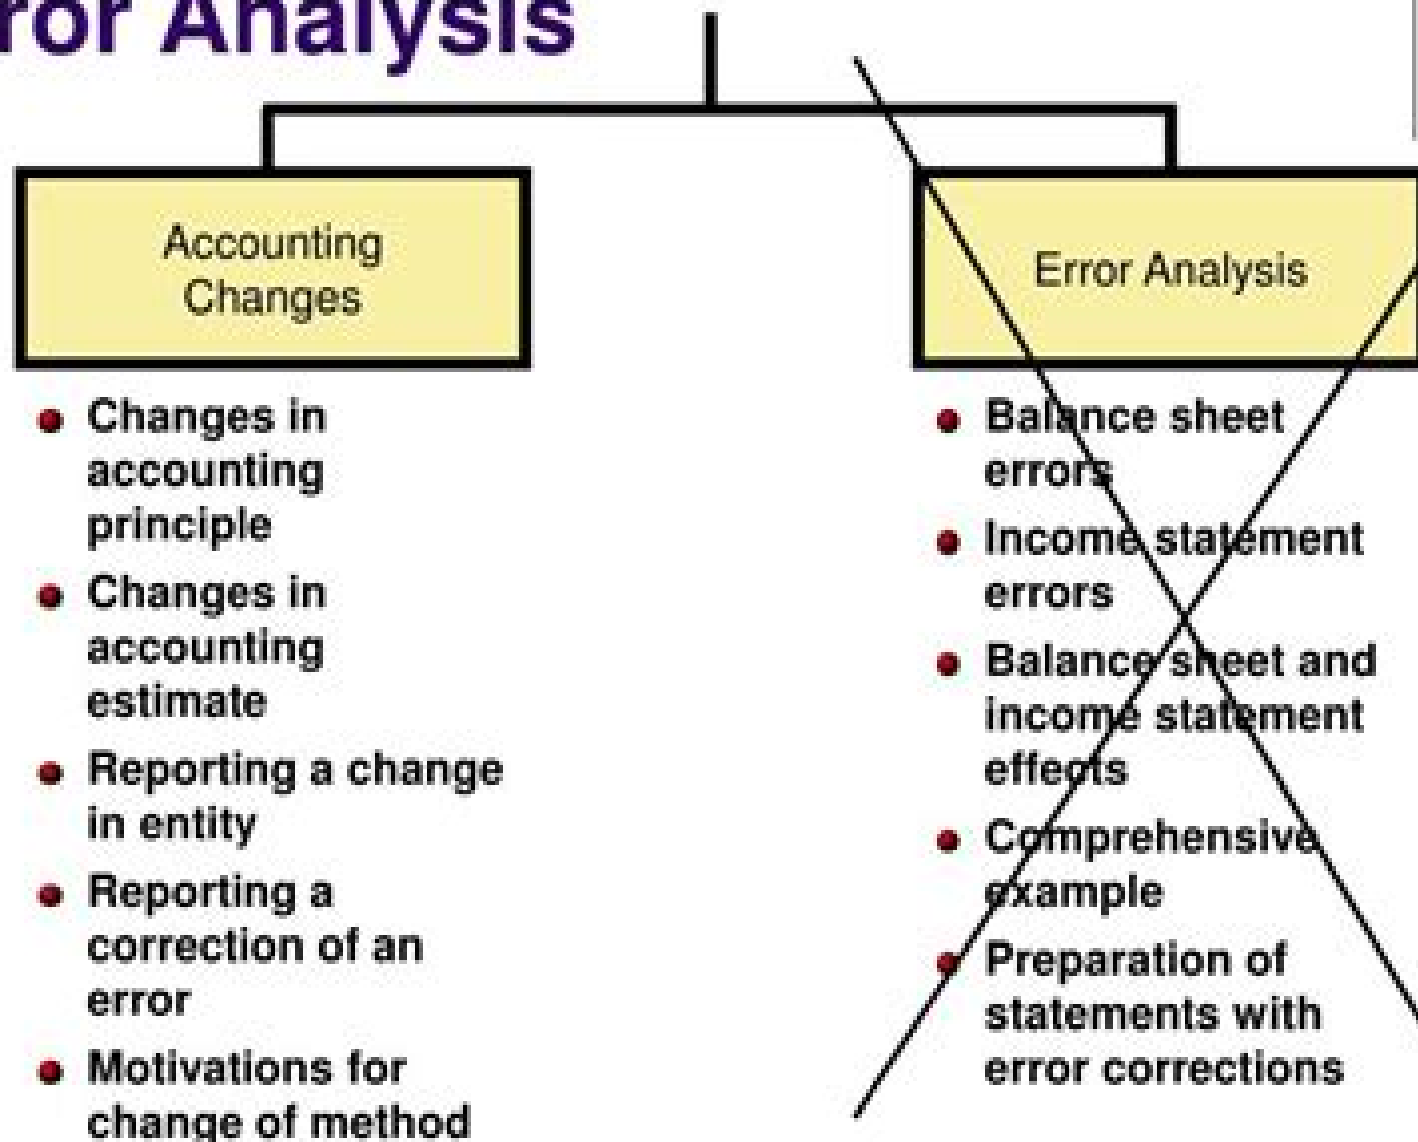 ror Analysis
Accounting
Changes
Changes in
accounting
principle
Changes in
accounting
estimate
Reporting a change
in entity
Reporting a
correction of an
error
Motivations for
change of method
Error Analysis
Balance sheet
errors
Income statement
errors
Balance sheet and
income statement
effects
Comprehensive
example
Preparation of
statements with
error corrections